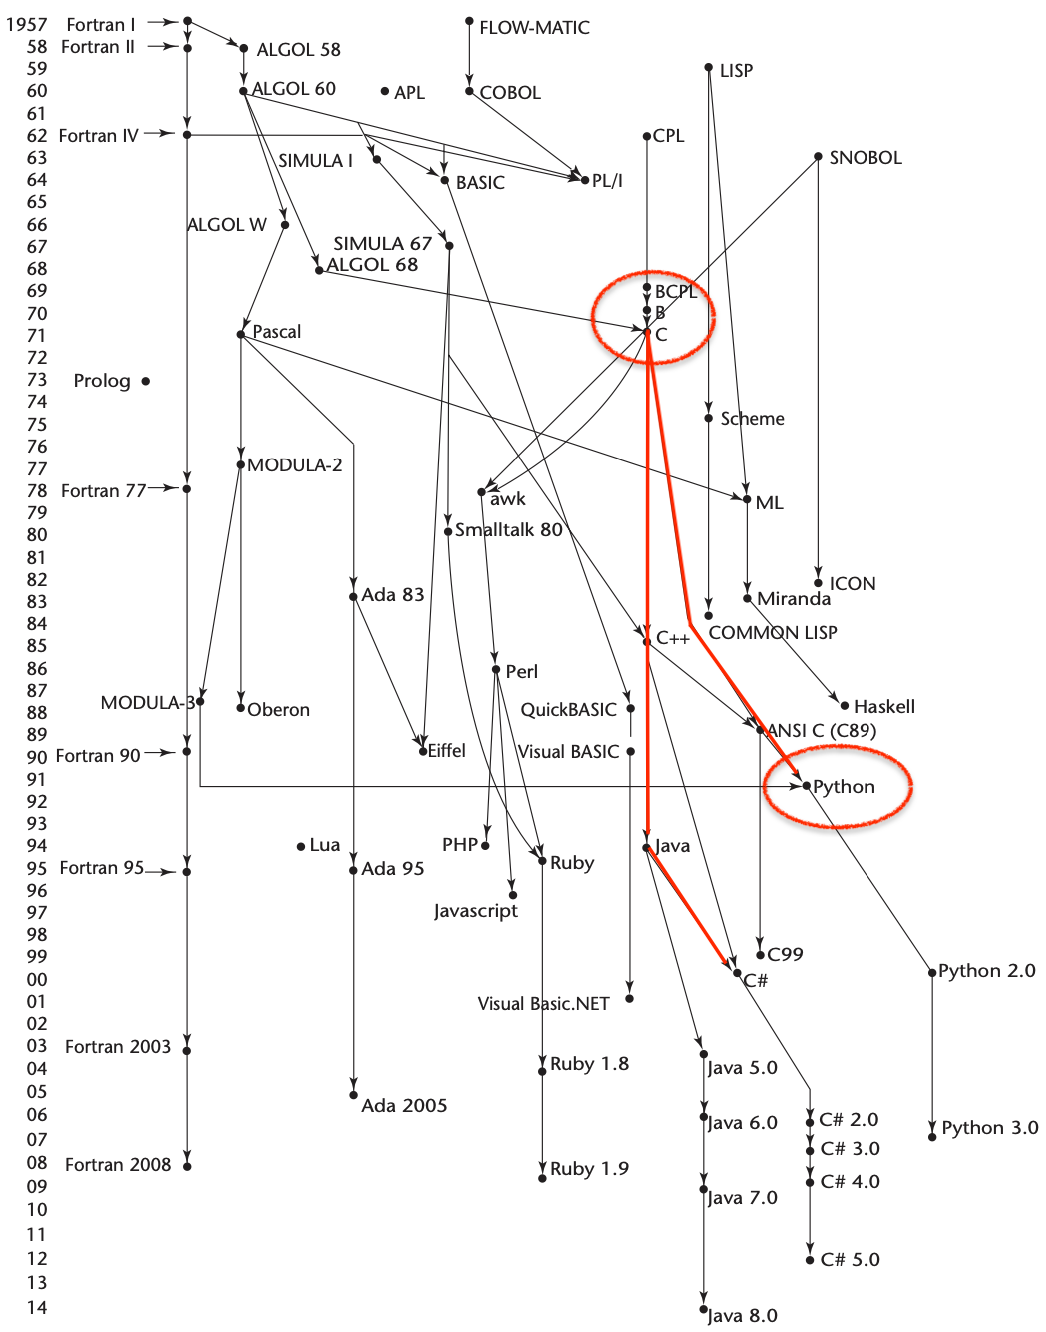 1957 Fortran I FLOW-MATIC
58 Fortran II ALGOL 58
59 LISP
60 ALGOL 60 APL COBOL
61
62 Fortran IV CPL
63 SIMULA I SNOBOL
64 BASIC PL/I
65
66 ALGOL W
67 SIMULA 67
68 ALGOL 68
69 BCPL
70 B
71 Pascal C
72
73 Prolog
74
75 Scheme
76
77 MODULA-2
78 Fortran 77 awk ML
79
80 Smalltalk 80
81
82 ICON
83 Ada 83 Miranda
84 COMMON LISP
85 C++
86 Perl
87 MODULA-3 Haskell
88 Oberon QuickBASIC
89 ANSI C (C89)
90 Fortran 90 Eiffel Visual BASIC
91 Python
92
93
94 Lua PHP Java
95 Fortran 95 Ada 95 Ruby
96
97 Javascript
98
99 C99
00 C# Python 2.0
01 Visual Basic.NET
02
03 Fortran 2003
04 Ruby 1.8 Java 5.0
05 Ada 2005
06 Java 6.0 C# 2.0
07 C# 3.0 Python 3.0
08 Fortran 2008 Ruby 1.9
09 Java 7.0 C# 4.0
10
11
12 C# 5.0
13
14 Java 8.0